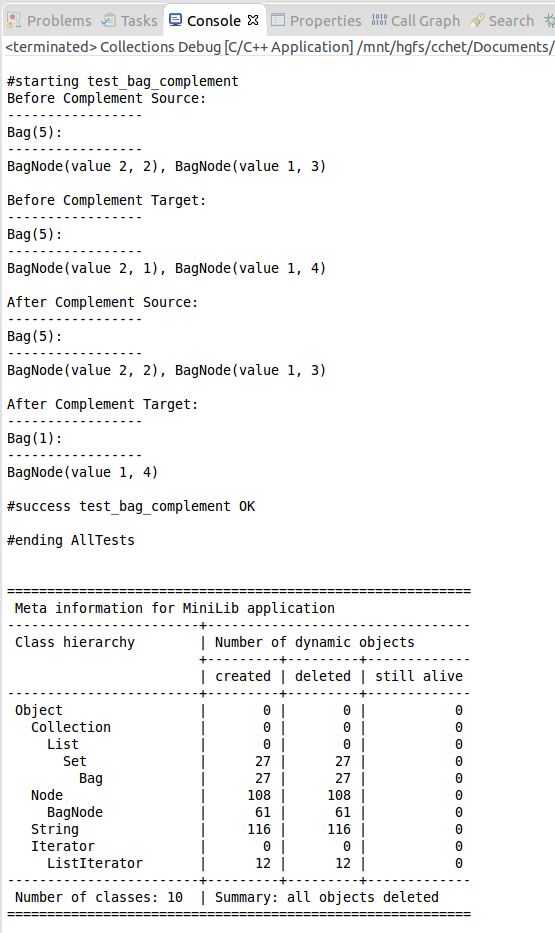 Problems Tasks Console Properties Call Graph Search
<terminated> Collections Debug [C/C++ Application] /mnt/hgfs/cchet/Documents/
#starting test_bag_complement
Before Complement Source:
-----------------
Bag(5):
-----------------
BagNode(value 2, 2), BagNode(value 1, 3)
Before Complement Target:
-----------------
Bag(5):
-----------------
BagNode(value 2, 1), BagNode(value 1, 4)
After Complement Source:
-----------------
Bag(5):
-----------------
BagNode(value 2, 2), BagNode(value 1, 3)
After Complement Target:
-----------------
Bag(1):
-----------------
BagNode(value 1, 4)
#success test_bag_complement OK
#ending AllTests
==========================================================
Meta information for MiniLib application
------------------------+---------------------------------
Class hierarchy | Number of dynamic objects
+---------+---------+-------------
| created | deleted | still alive
------------------------+---------+---------+-------------
Object | 0 | 0 | 0
Collection | 0 | 0 | 0
List | 0 | 0 | 0
Set | 27 | 27 | 0
Bag | 27 | 27 | 0
Node | 108 | 108 | 0
BagNode | 61 | 61 | 0
String | 116 | 116 | 0
Iterator | 0 | 0 | 0
ListIterator | 12 | 12 | 0
------------------------+---------+---------+-------------
Number of classes: 10 | Summary: all objects deleted
==========================================================